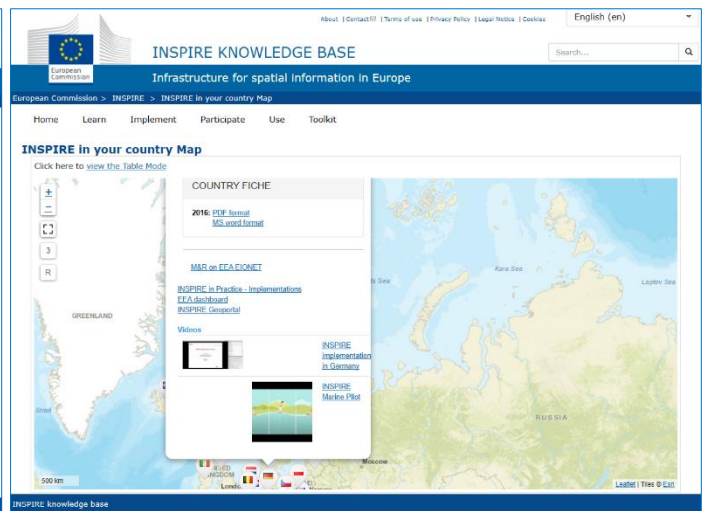 About | Contact | Terms of use | Privacy Policy | Legal Notice | Cookies
English (en)
INSPIRE KNOWLEDGE BASE
Search...
European
Commission
Infrastructure for spatial information in Europe
European Commission > INSPIRE > INSPIRE in your country Map
Home Learn Implement Participate Use Toolkit
INSPIRE in your country Map
Click here to view the Table Mode
COUNTRY FICHE
2016: PDF format
MS word format
M&R on EEA EIONET
INSPIRE in Practice - Implementations
EEA dashboard
INSPIRE Geoportal
Videos
INSPIRE
implementation
in Germany
INSPIRE
Marine Pilot
+
−
3
R
GREENLAND
Kara Sea
Laptev Sea
RUSSIA
Moscow
500 km
Leaflet | Tiles © Esri
INSPIRE knowledge base